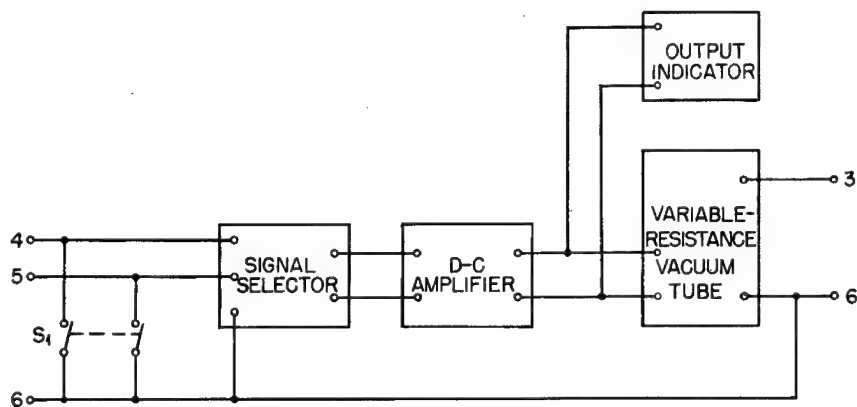 OUTPUT
INDICATOR
3
VARIABLE-
RESISTANCE
VACUUM
TUBE
4
5
SIGNAL
SELECTOR
D-C
AMPLIFIER
6
S1
6